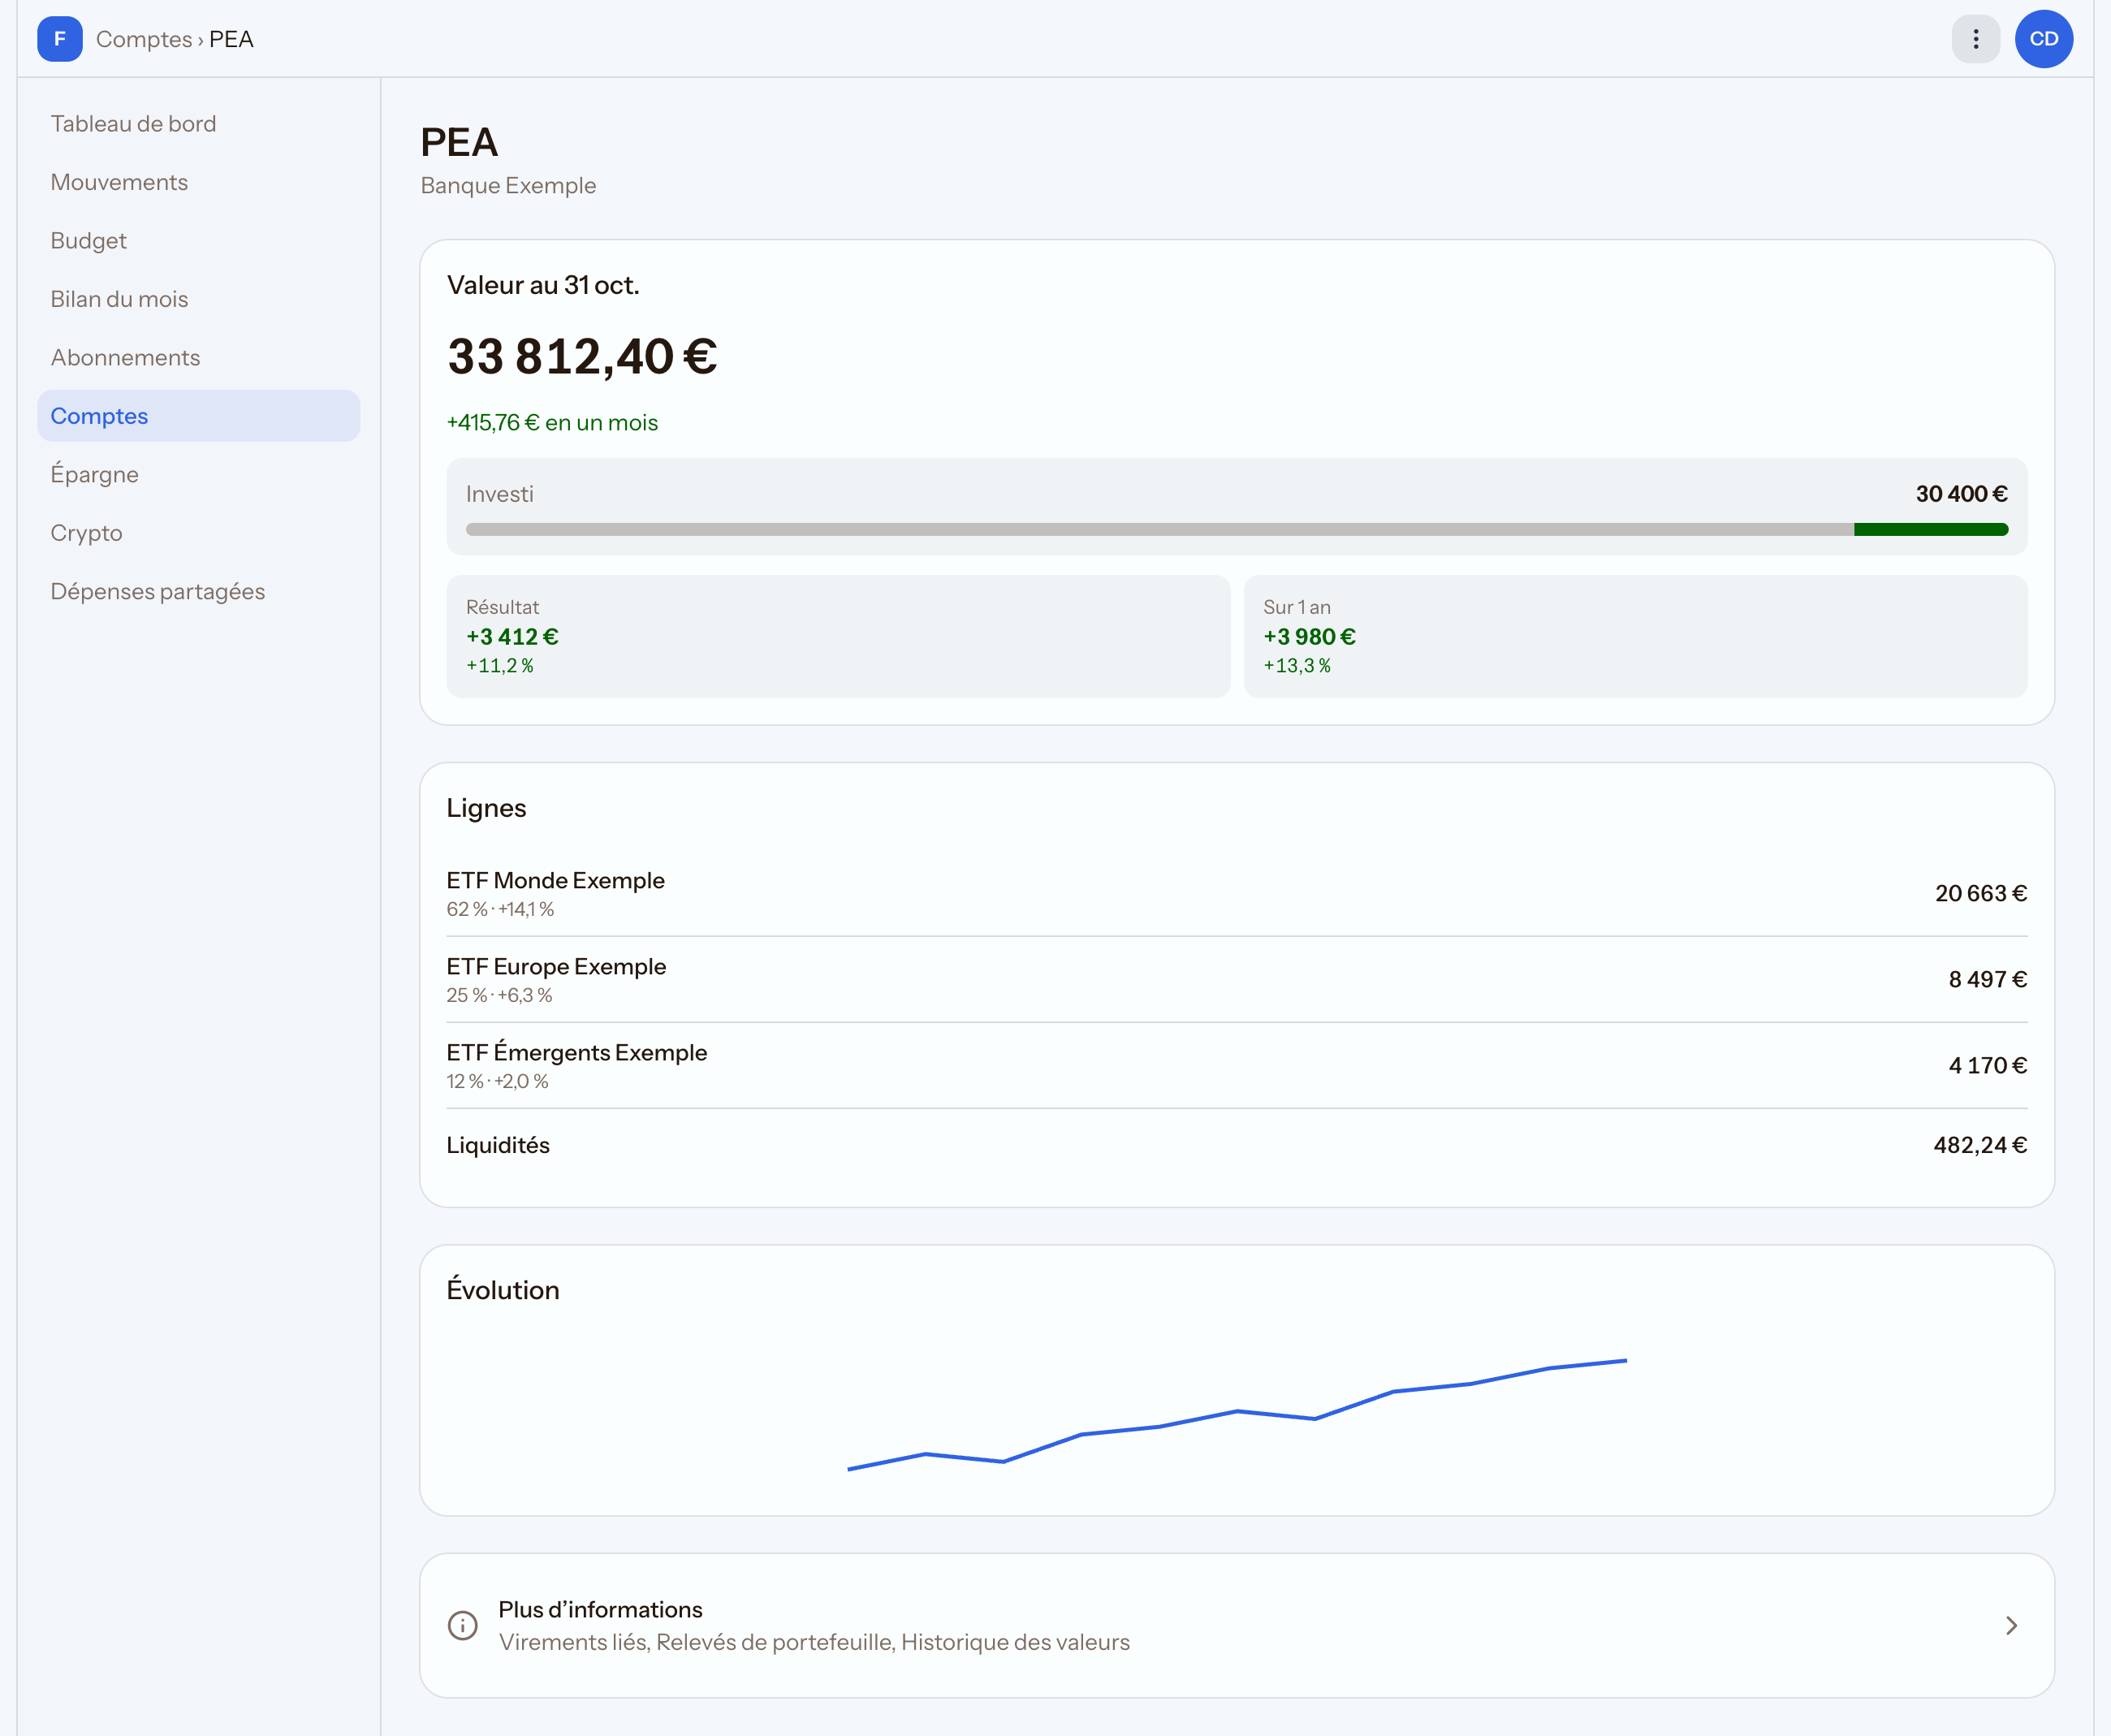 F
Comptes › PEA
CD
Tableau de bord
Mouvements
Budget
Bilan du mois
Abonnements
Comptes
Épargne
Crypto
Dépenses partagées
PEA
Banque Exemple
Valeur au 31 oct.
33 812,40 €
+415,76 € en un mois
Investi 30 400 €
Résultat
+3 412 €
+11,2 %
Sur 1 an
+3 980 €
+13,3 %
Lignes
ETF Monde Exemple
62 % · +14,1 %
20 663 €
ETF Europe Exemple
25 % · +6,3 %
8 497 €
ETF Émergents Exemple
12 % · +2,0 %
4 170 €
Liquidités 482,24 €
Évolution
Plus d’informations
Virements liés, Relevés de portefeuille, Historique des valeurs